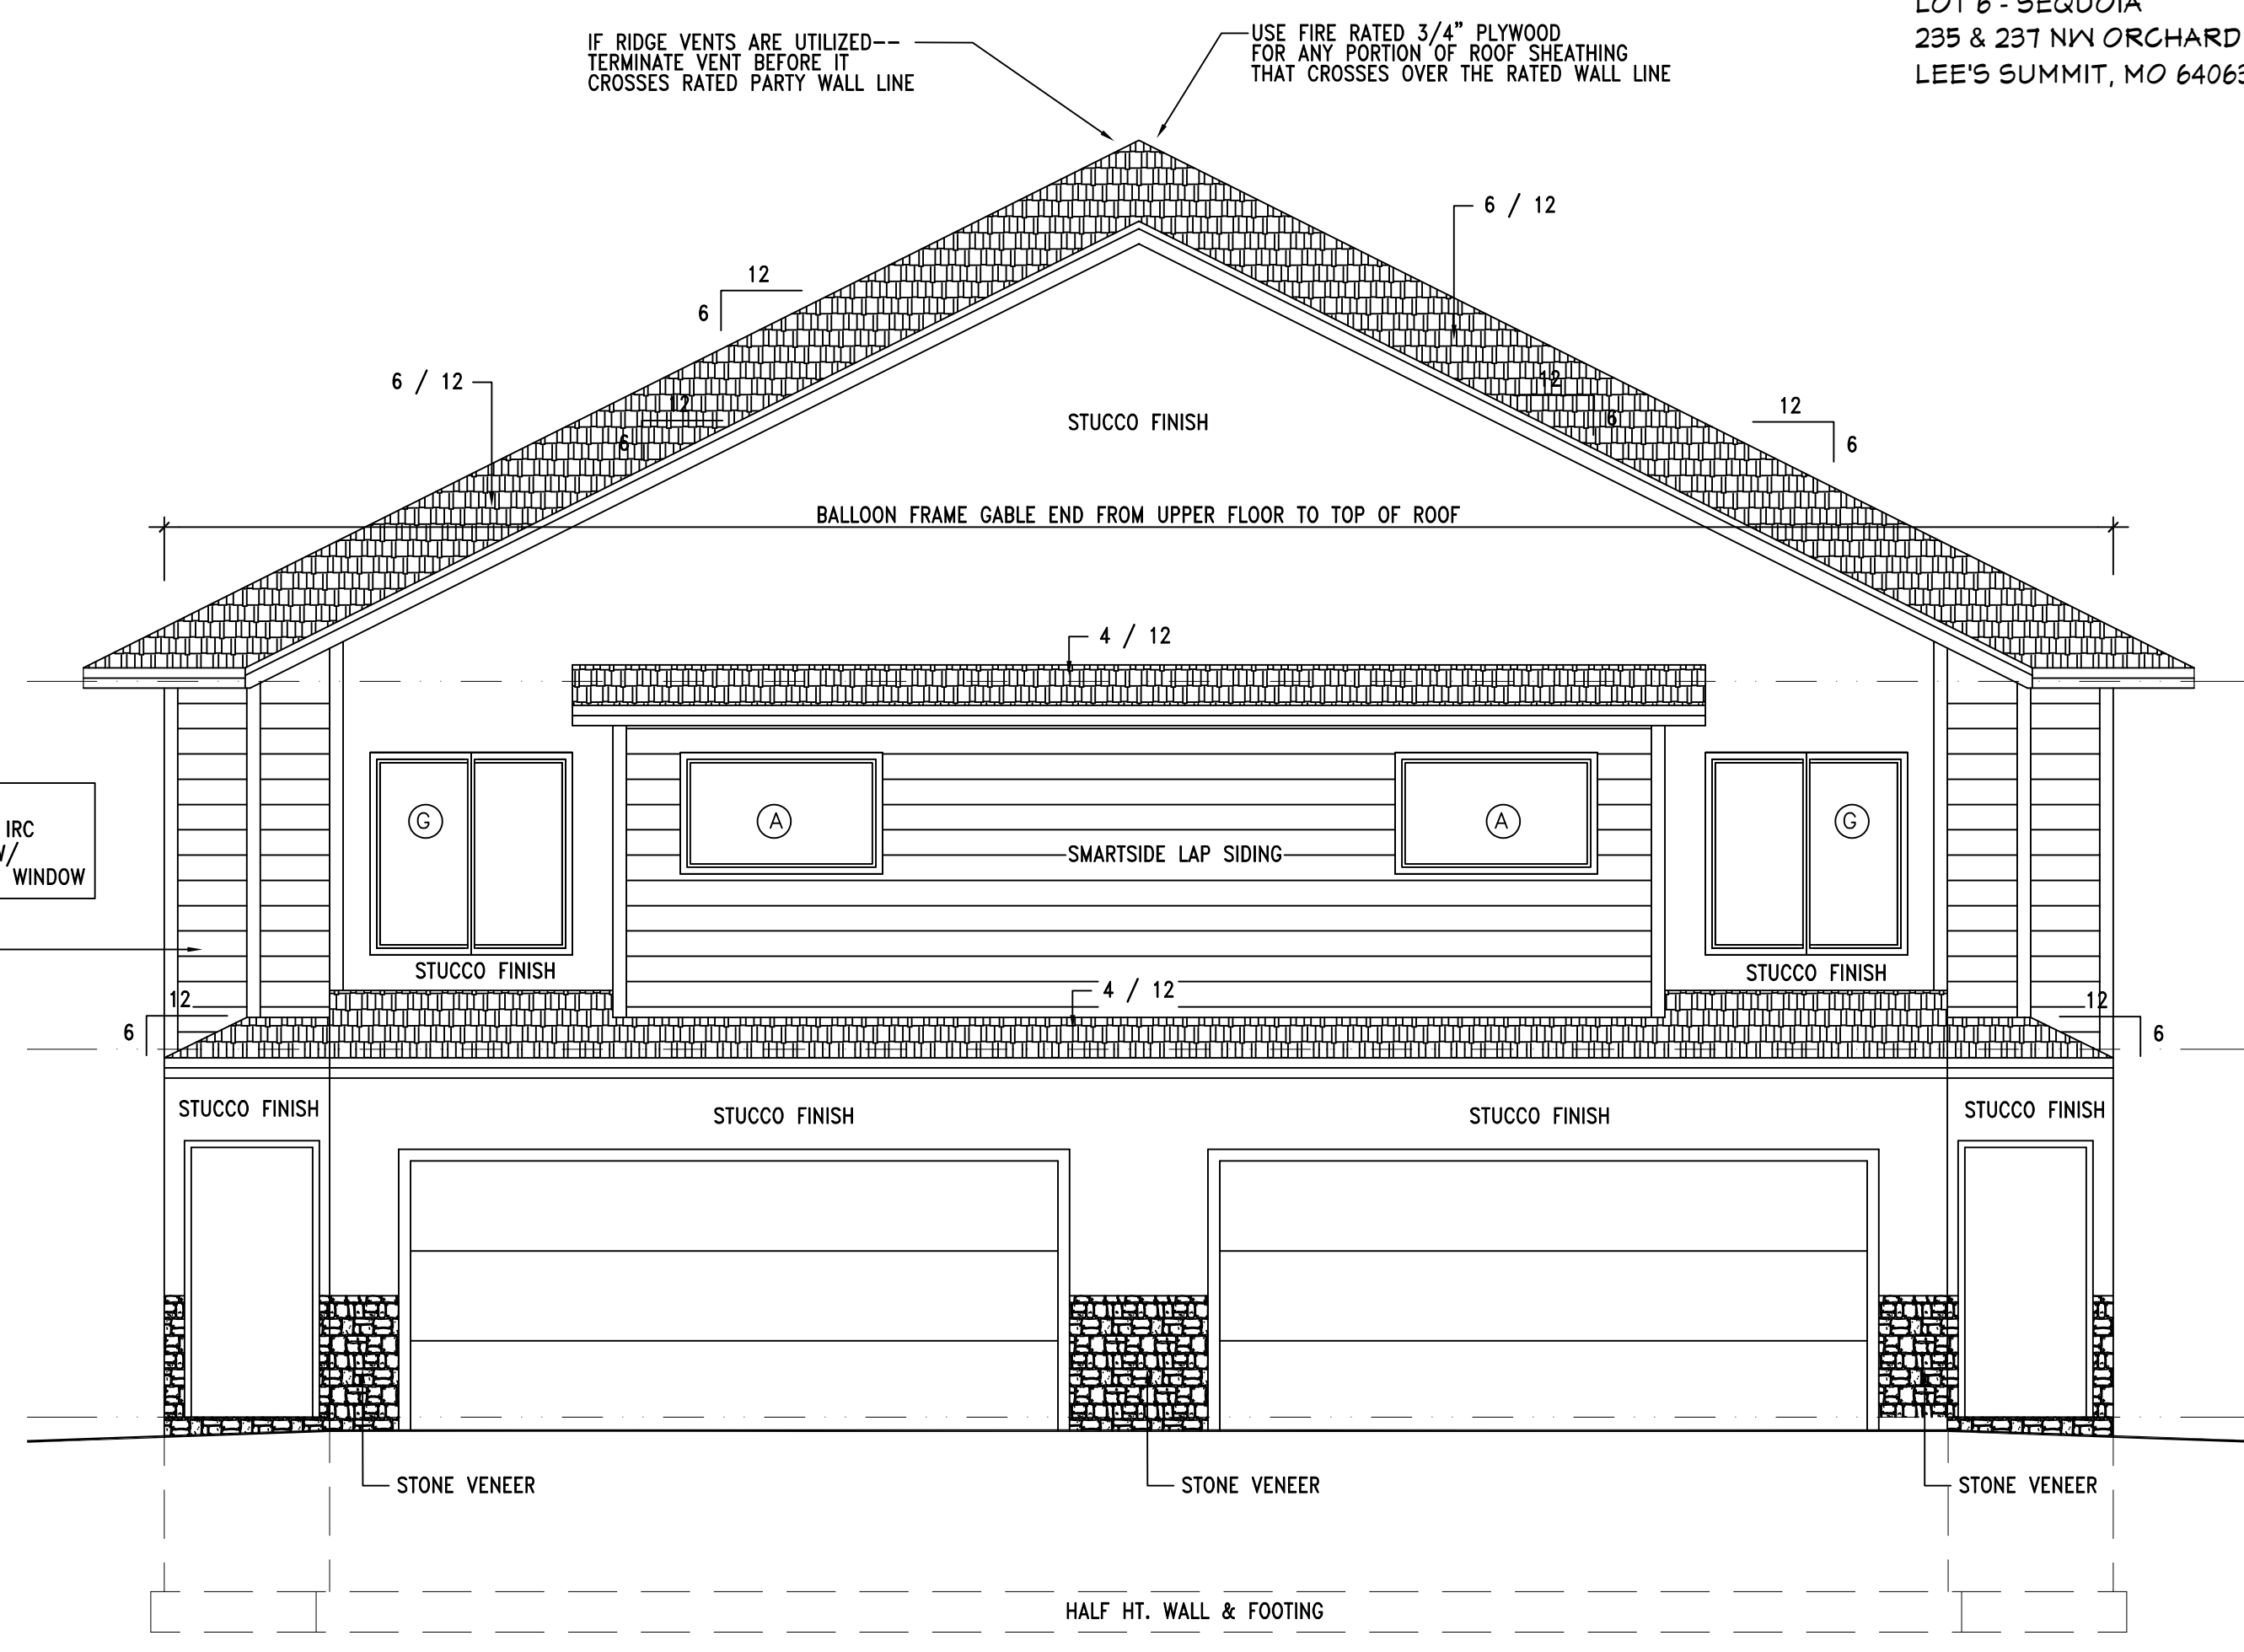 LOT 6 - SEQUOIA
235 & 237 NW ORCHARD
LEE'S SUMMIT, MO 64063
IF RIDGE VENTS ARE UTILIZED--
TERMINATE VENT BEFORE IT
CROSSES RATED PARTY WALL LINE
USE FIRE RATED 3/4" PLYWOOD
FOR ANY PORTION OF ROOF SHEATHING
THAT CROSSES OVER THE RATED WALL LINE
6 / 12
12
6
6 / 12
12
6
12
6
12
6
STUCCO FINISH
BALLOON FRAME GABLE END FROM UPPER FLOOR TO TOP OF ROOF
4 / 12
IRC
WINDOW
G
A
A
G
SMARTSIDE LAP SIDING
STUCCO FINISH
STUCCO FINISH
4 / 12
12
6
12
6
STUCCO FINISH
STUCCO FINISH
STUCCO FINISH
STUCCO FINISH
STONE VENEER
STONE VENEER
STONE VENEER
HALF HT. WALL & FOOTING